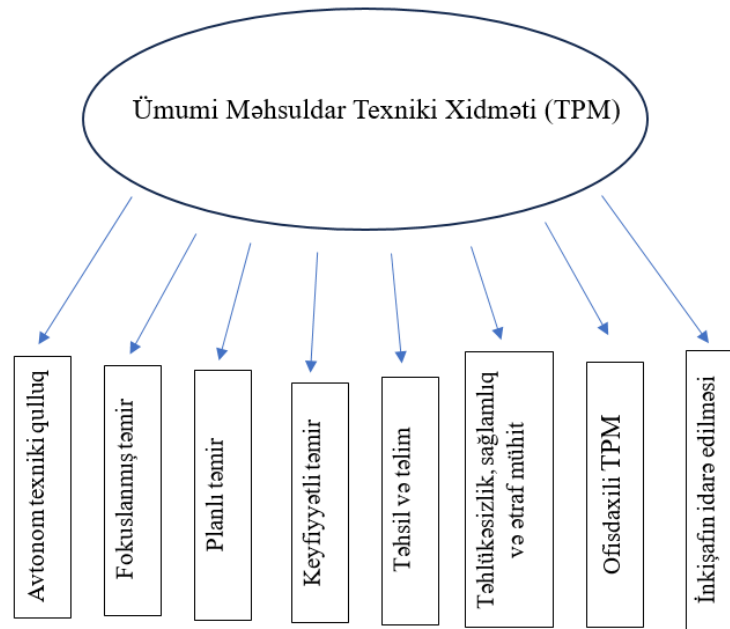 Ümumi Məhsuldar Texniki Xidməti (TPM)
Avtonom texniki qulluq
Fokuslanmış təmir
Planlı təmir
Keyfiyyətli təmir
Təhsil və təlim
Təhlükəsizlik, sağlamlıq
və ətraf mühit
Ofisdaxili TPM
İnkişafın idarə edilməsi